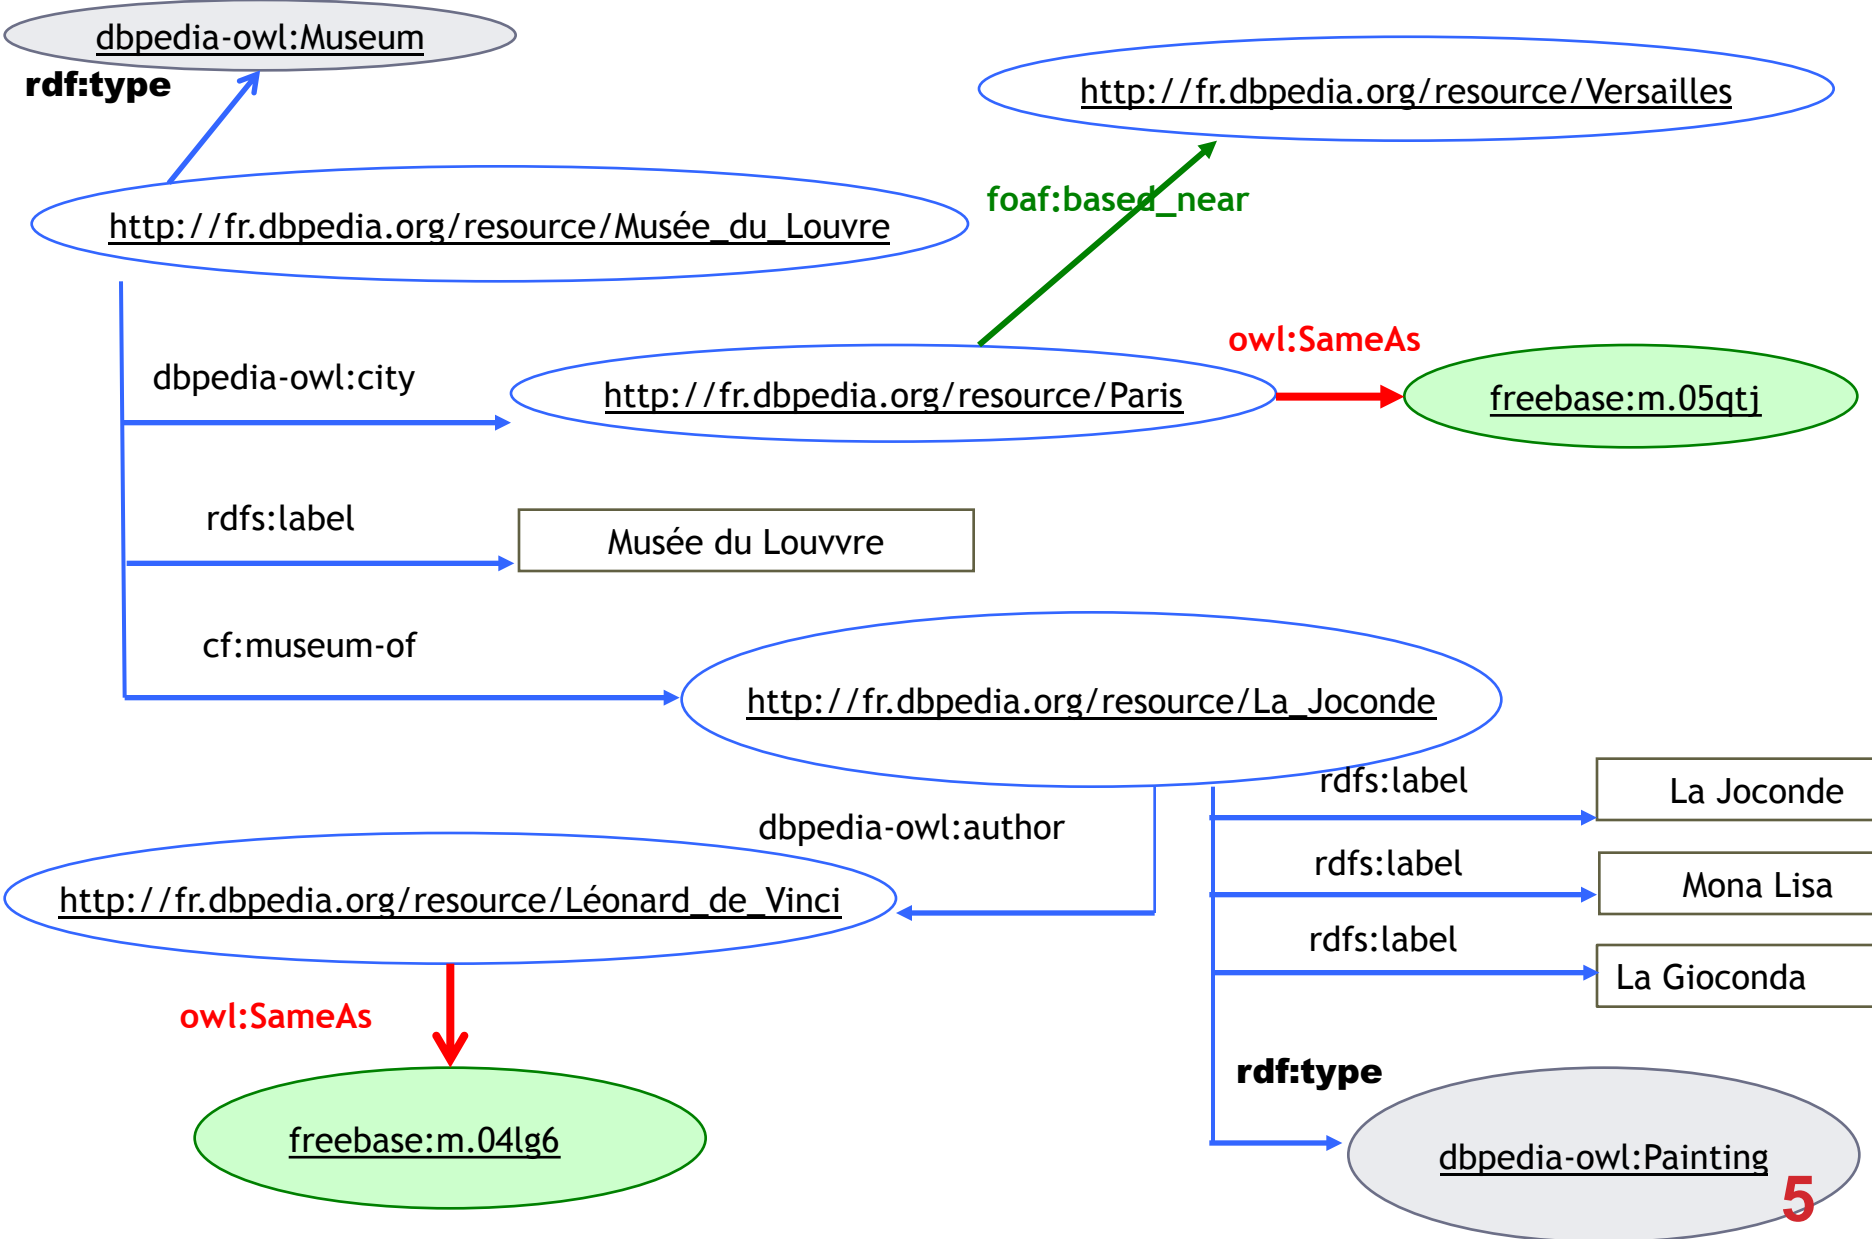 dbpedia-owl:Museum
rdf:type
http://fr.dbpedia.org/resource/Versailles
http://fr.dbpedia.org/resource/Musée_du_Louvre
foaf:based_near
owl:SameAs
dbpedia-owl:city
http://fr.dbpedia.org/resource/Paris
freebase:m.05qtj
rdfs:label
Musée du Louvvre
cf:museum-of
http://fr.dbpedia.org/resource/La_Joconde
rdfs:label
La Joconde
dbpedia-owl:author
rdfs:label
Mona Lisa
http://fr.dbpedia.org/resource/Léonard_de_Vinci
rdfs:label
La Gioconda
owl:SameAs
rdf:type
freebase:m.04lg6
dbpedia-owl:Painting
5